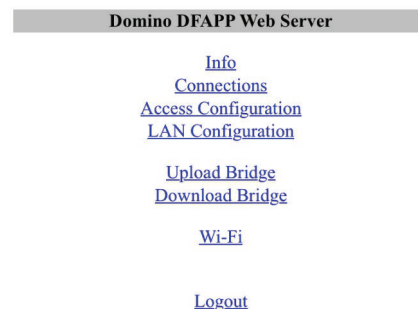 Domino DFAPP Web Server
Info
Connections
Access Configuration
LAN Configuration
Upload Bridge
Download Bridge
Wi-Fi
Logout